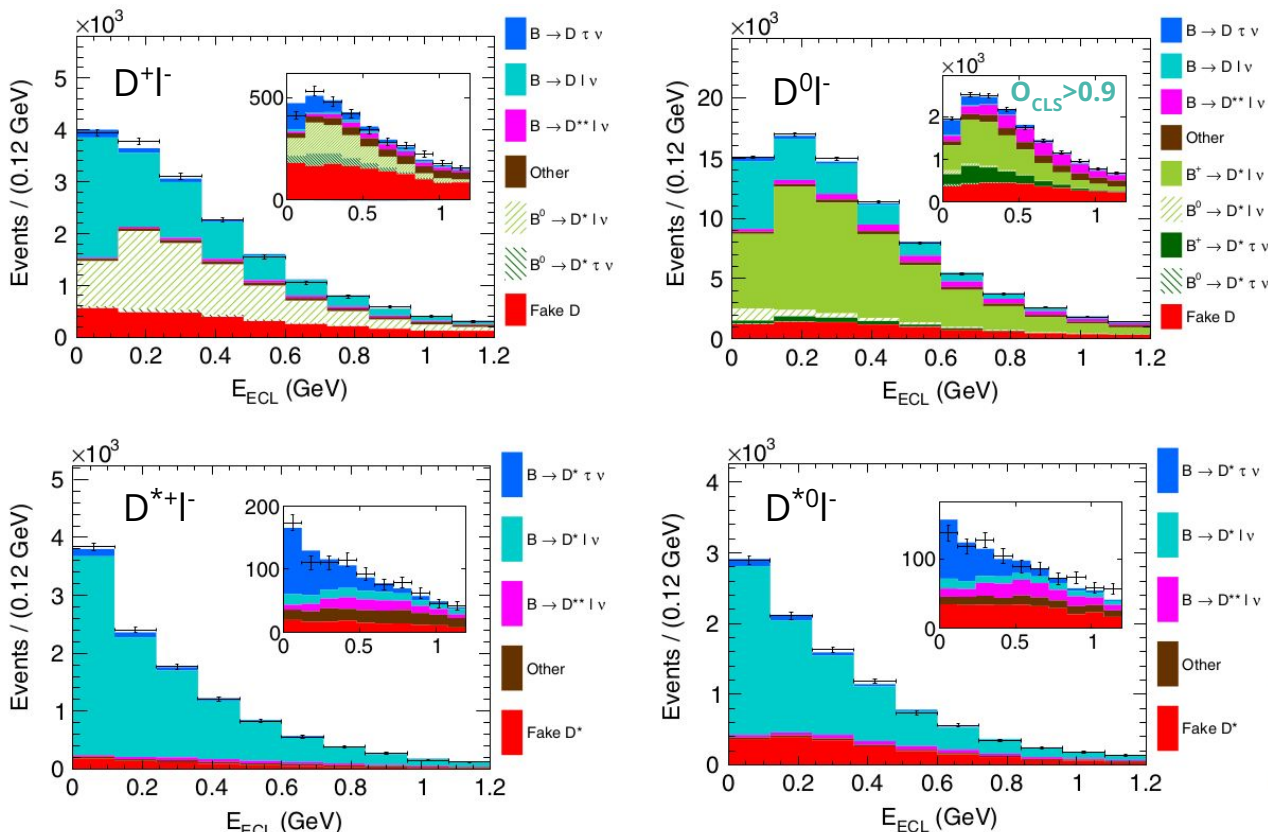 ×10³
D⁺l⁻
Events / (0.12 GeV)
5
4
3
2
1
0
0 0.2 0.4 0.6 0.8 1 1.2
E_ECL (GeV)
500
0
0 0.5 1
B → D τ ν
B → D l ν
B → D** l ν
Other
B⁰ → D* l ν
B⁰ → D* τ ν
Fake D
×10³
D⁰l⁻
Events / (0.12 GeV)
20
15
10
5
0
0 0.2 0.4 0.6 0.8 1 1.2
E_ECL (GeV)
×10³
O_CLS>0.9
2
1
0
0 0.5 1
B → D τ ν
B → D l ν
B → D** l ν
Other
B⁺ → D* l ν
B⁰ → D* l ν
B⁺ → D* τ ν
B⁰ → D* τ ν
Fake D
×10³
D*⁺l⁻
Events / (0.12 GeV)
5
4
3
2
1
0
0 0.2 0.4 0.6 0.8 1 1.2
E_ECL (GeV)
200
100
0
0 0.5 1
B → D* τ ν
B → D* l ν
B → D** l ν
Other
Fake D*
×10³
D*⁰l⁻
Events / (0.12 GeV)
4
3
2
1
0
0 0.2 0.4 0.6 0.8 1 1.2
E_ECL (GeV)
100
0
0 0.5 1
B → D* τ ν
B → D* l ν
B → D** l ν
Other
Fake D*